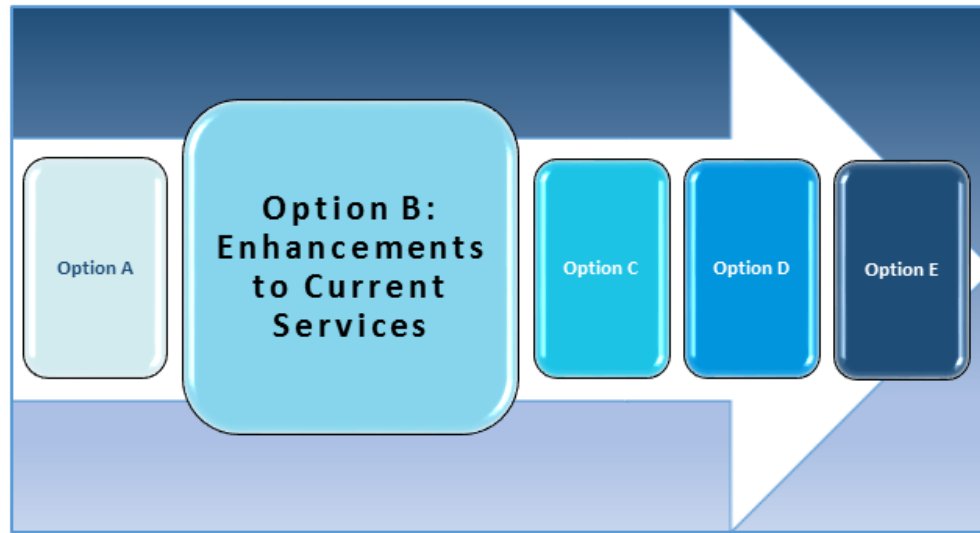 Option A
Option B:
Enhancements
to Current
Services
Option C
Option D
Option E